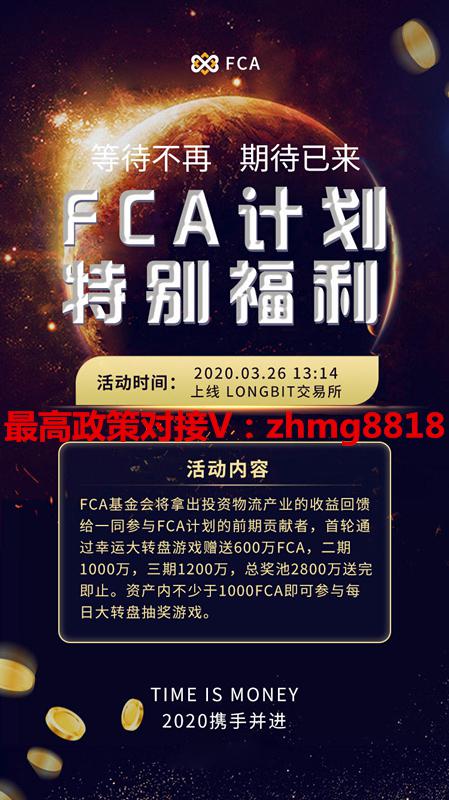 FCA
等待不再 期待已来
FCA计划
特别福利
活动时间：
2020.03.26 13:14
上线 LONGBIT交易所
最高政策对接V：zhmg8818
活动内容
FCA基金会将拿出投资物流产业的收益回馈
给一同参与FCA计划的前期贡献者，首轮通
过幸运大转盘游戏赠送600万FCA，二期
1000万，三期1200万，总奖池2800万送完
即止。资产内不少于1000FCA即可参与每
日大转盘抽奖游戏。
TIME IS MONEY
2020携手并进